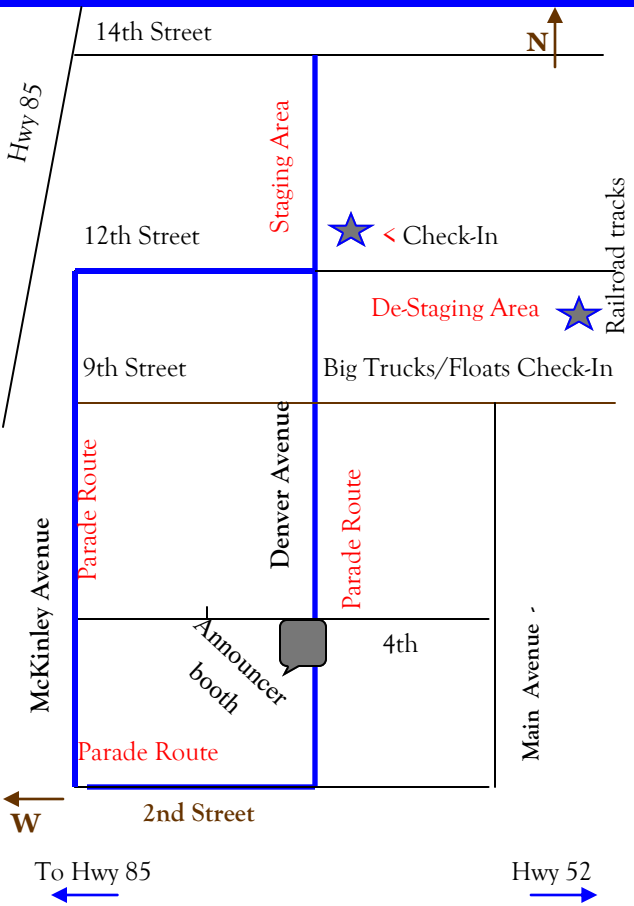 14th Street
N
Hwy 85
Staging Area
Railroad tracks
12th Street
< Check-In
De-Staging Area
9th Street
Big Trucks/Floats Check-In
Parade Route
Denver Avenue
Parade Route
McKinley Avenue
Announcer
booth
4th
Main Avenue -
Parade Route
2nd Street
W
To Hwy 85
Hwy 52